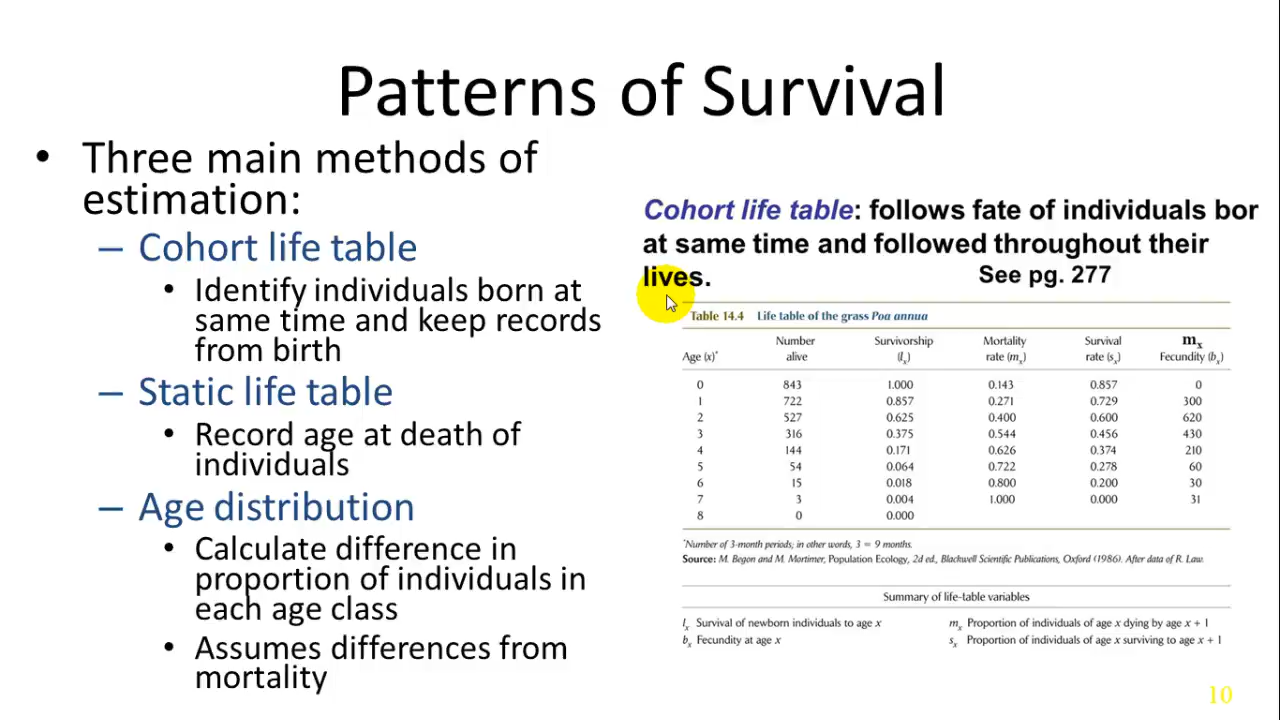 Patterns of Survival
• Three main methods of
estimation:
– Cohort life table
• Identify individuals born at
same time and keep records
from birth
– Static life table
• Record age at death of
individuals
– Age distribution
• Calculate difference in
proportion of individuals in
each age class
• Assumes differences from
mortality
Cohort life table: follows fate of individuals bor
at same time and followed throughout their
lives.
See pg. 277
Table 14.4 Life table of the grass Poa annua
Number Survivorship Mortality Survival mx
Age (x)* alive (lx) rate (mx) rate (sx) Fecundity (bx)
0 843 1.000 0.143 0.857 0
1 722 0.857 0.271 0.729 300
2 527 0.625 0.400 0.600 620
3 316 0.375 0.544 0.456 430
4 144 0.171 0.626 0.374 210
5 54 0.064 0.722 0.278 60
6 15 0.018 0.800 0.200 30
7 3 0.004 1.000 0.000 31
8 0 0.000
*Number of 3-month periods; in other words, 3 = 9 months.
Source: M. Begon and M. Mortimer, Population Ecology, 2d ed., Blackwell Scientific Publications, Oxford (1986). After data of R. Law.
Summary of life-table variables
lx Survival of newborn individuals to age x mx Proportion of individuals of age x dying by age x + 1
bx Fecundity at age x sx Proportion of individuals of age x surviving to age x + 1
10